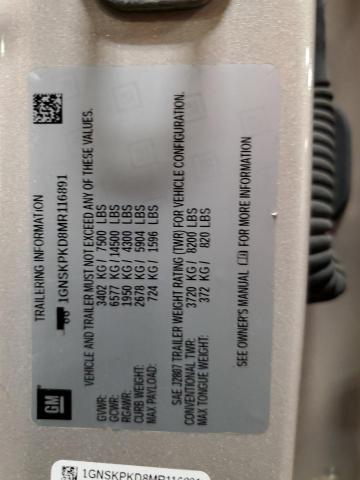 TRAILERING INFORMATION
1GNSKPKD8MR116891
VEHICLE AND TRAILER MUST NOT EXCEED ANY OF THESE VALUES.
GVWR: 3402 KG / 7500 LBS
GCWR: 6577 KG / 14500 LBS
RGAWR: 1950 KG / 4300 LBS
CURB WEIGHT: 2678 KG / 5904 LBS
MAX PAYLOAD: 724 KG / 1596 LBS
SAE J2807 TRAILER WEIGHT RATING (TWR) FOR VEHICLE CONFIGURATION.
CONVENTIONAL TWR: 3720 KG / 8200 LBS
MAX TONGUE WEIGHT: 372 KG / 820 LBS
SEE OWNER'S MANUAL FOR MORE INFORMATION.
GM
1GNSKPKD8MR116891